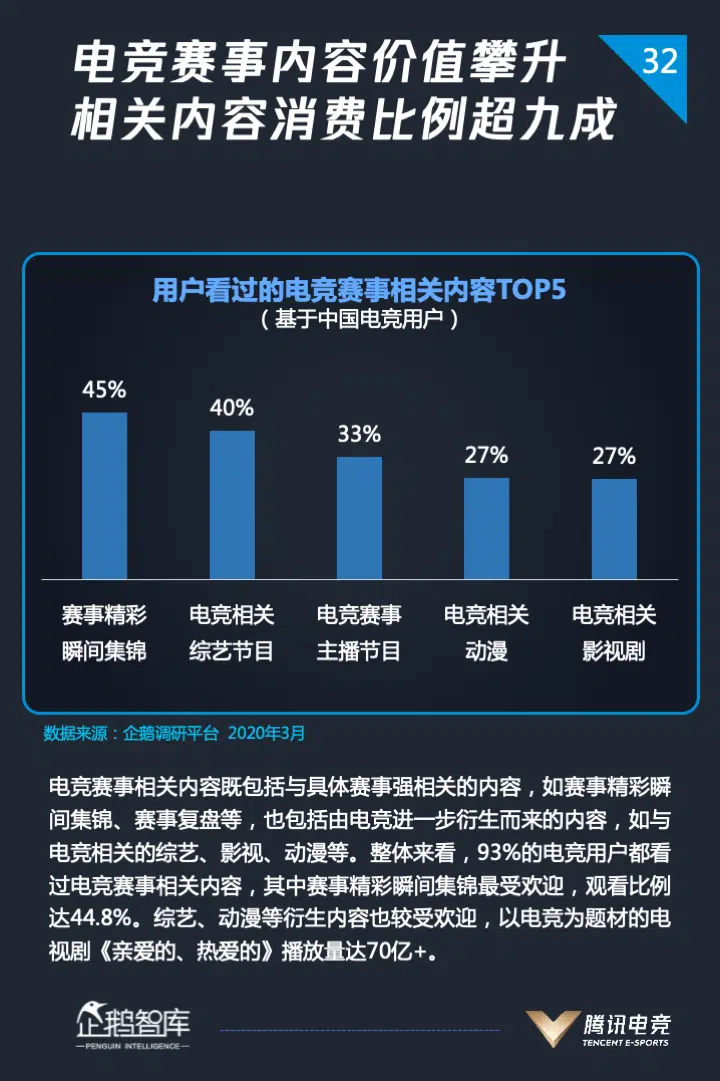 电竞赛事内容价值攀升
32
相关内容消费比例超九成
用户看过的电竞赛事相关内容TOP5
（基于中国电竞用户）
45%
40%
33%
27%
27%
赛事精彩
瞬间集锦
电竞相关
综艺节目
电竞赛事
主播节目
电竞相关
动漫
电竞相关
影视剧
数据来源：企鹅调研平台 2020年3月
电竞赛事相关内容既包括与具体赛事强相关的内容，如赛事精彩瞬
间集锦、赛事复盘等，也包括由电竞进一步衍生而来的内容，如与
电竞相关的综艺、影视、动漫等。整体来看，93%的电竞用户都看
过电竞赛事相关内容，其中赛事精彩瞬间集锦最受欢迎，观看比例
达44.8%。综艺、动漫等衍生内容也较受欢迎，以电竞为题材的电
视剧《亲爱的、热爱的》播放量达70亿+。
企鹅智库
PENGUIN INTELLIGENCE
腾讯电竞
TENCENT E-SPORTS